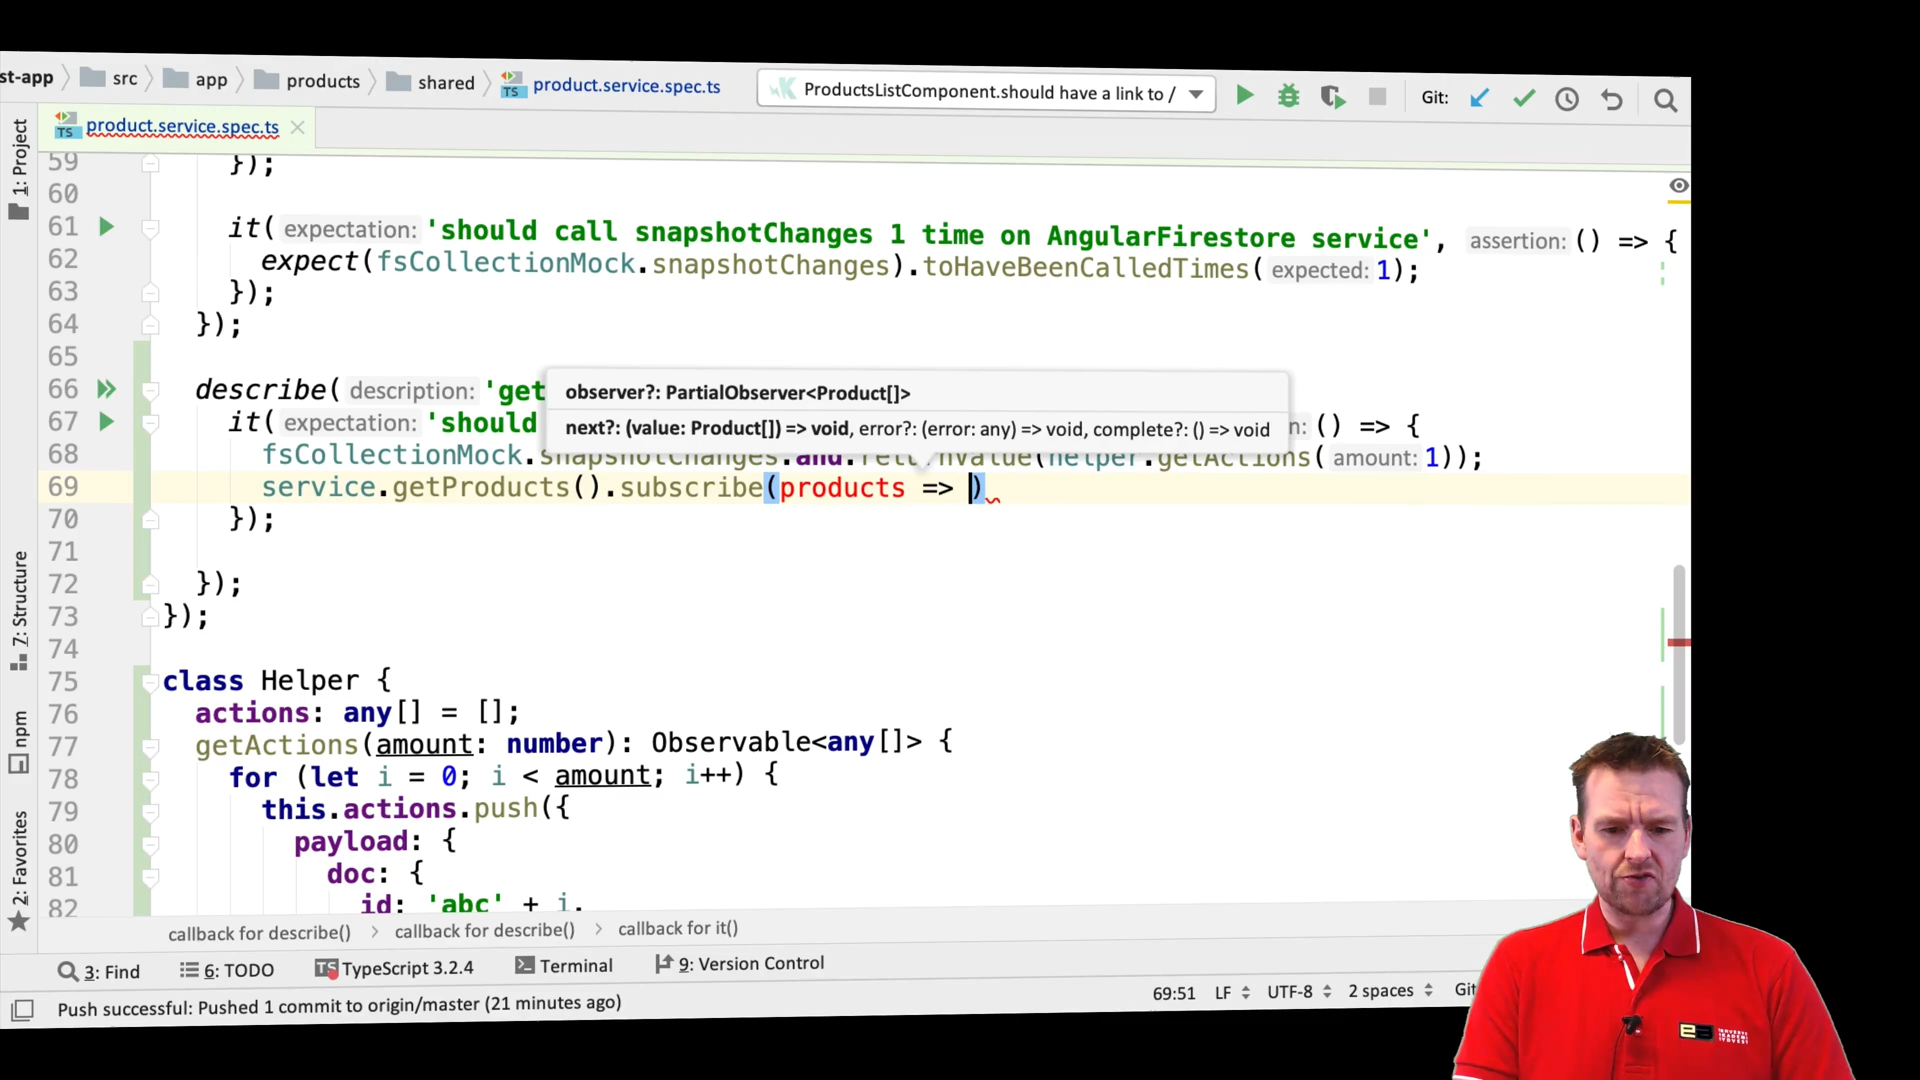 st-app src app products shared product.service.spec.ts ProductsListComponent.should have a link to / Git:
product.service.spec.ts
1: Project
7: Structure
npm
2: Favorites
59 });
60
61 it( expectation: 'should call snapshotChanges 1 time on AngularFirestore service', assertion: () => {
62 expect(fsCollectionMock.snapshotChanges).toHaveBeenCalledTimes( expected: 1);
63 });
64 });
65
66 describe( description: 'get
observer?: PartialObserver<Product[]>
67 it( expectation: 'should n: () => {
next?: (value: Product[]) => void, error?: (error: any) => void, complete?: () => void
68 fsCollectionMock.snapshotChanges.and.returnValue(helper.getActions( amount: 1));
69 service.getProducts().subscribe(products => )
70 });
71
72 });
73 });
74
75 class Helper {
76 actions: any[] = [];
77 getActions(amount: number): Observable<any[]> {
78 for (let i = 0; i < amount; i++) {
79 this.actions.push({
80 payload: {
81 doc: {
82 id: 'abc' + i,
callback for describe() > callback for describe() > callback for it()
3: Find 6: TODO TypeScript 3.2.4 Terminal 9: Version Control
Push successful: Pushed 1 commit to origin/master (21 minutes ago) 69:51 LF UTF-8 2 spaces Git